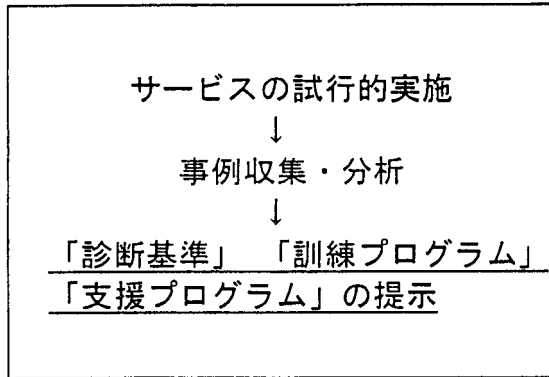 サービスの試行的実施
↓
事例収集・分析
↓
「診断基準」 「訓練プログラム」
「支援プログラム」の提示